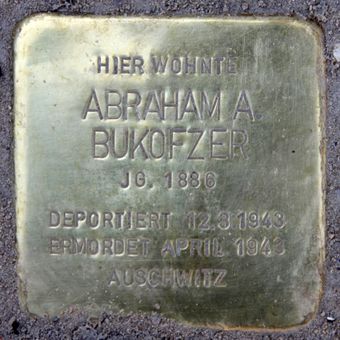 HIER WOHNTE
ABRAHAM A.
BUKOFZER
JG. 1886
DEPORTIERT 12.3.1943
ERMORDET APRIL 1943
AUSCHWITZ